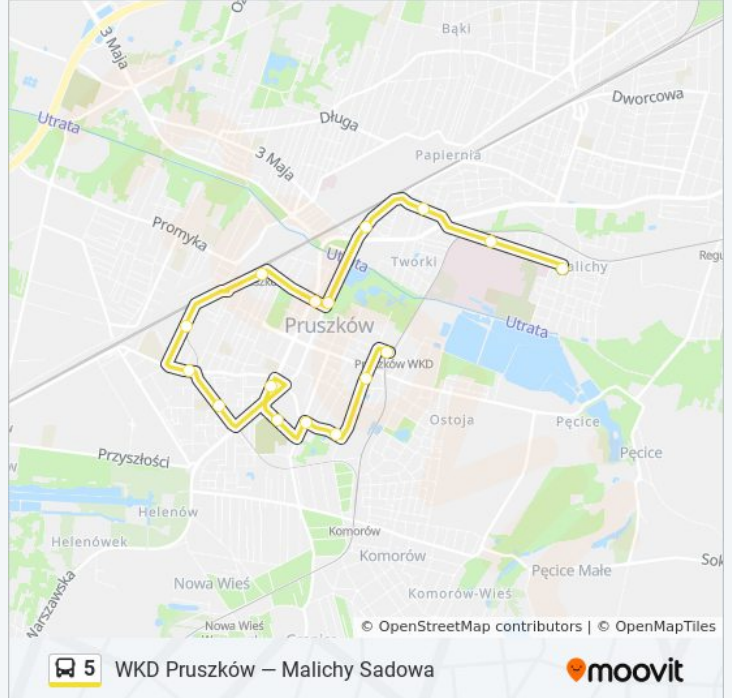 Bąki
3 Maja
Dworcowa
Utrata
Długa
Papiernia
3 Maja
Promyka
Utrata
Tworki
Malichy
Pruszków
Utrata
Pruszków WKD
Ostoja
Pęcice
Przyszłości
Pęcice
Helenów
Komorów
Helenówek
Komorów
Pęcice Małe
Nowa Wieś
Komorów-Wieś
Warszawska
Nowa Wieś
© OpenStreetMap contributors | © OpenMapTiles
5 WKD Pruszków — Malichy Sadowa
moovit